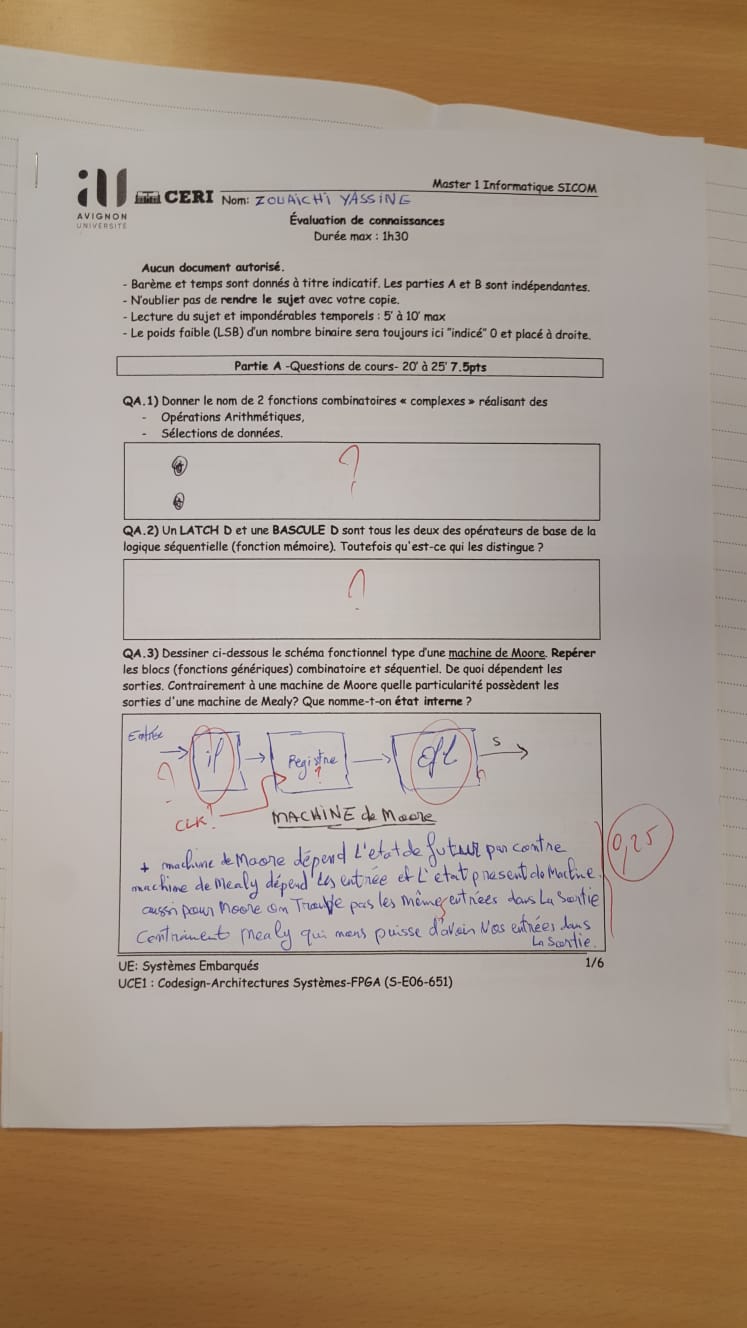 AVIGNON
UNIVERSITÉ
CERI Nom: ZOUAICHI YASSINE
Master 1 Informatique SICOM
Évaluation de connaissances
Durée max : 1h30
Aucun document autorisé.
- Barème et temps sont donnés à titre indicatif. Les parties A et B sont indépendantes.
- N'oublier pas de rendre le sujet avec votre copie.
- Lecture du sujet et impondérables temporels : 5' à 10' max
- Le poids faible (LSB) d'un nombre binaire sera toujours ici "indicé" 0 et placé à droite.
Partie A -Questions de cours- 20' à 25' 7.5pts
QA.1) Donner le nom de 2 fonctions combinatoires « complexes » réalisant des
- Opérations Arithmétiques,
- Sélections de données.
?
QA.2) Un LATCH D et une BASCULE D sont tous les deux des opérateurs de base de la
logique séquentielle (fonction mémoire). Toutefois qu'est-ce qui les distingue ?
?
QA.3) Dessiner ci-dessous le schéma fonctionnel type d'une machine de Moore. Repérer
les blocs (fonctions génériques) combinatoire et séquentiel. De quoi dépendent les
sorties. Contrairement à une machine de Moore quelle particularité possèdent les
sorties d'une machine de Mealy? Que nomme-t-on état interne ?
Entrée
?
Registre
?
S
CLK!
MACHINE de Moore
+ machine de Moore dépend L'etat de futur par contre
machine de Mealy dépend les entrée et L'état présent de Machine.
aussi pour Moore on Trouve pas les même entrées dans La Sortie
Contriment Mealy qui mons puisse d'avoir Nos entrées dans
La Sortie.
0,25
UE: Systèmes Embarqués
1/6
UCE1 : Codesign-Architectures Systèmes-FPGA (S-E06-651)